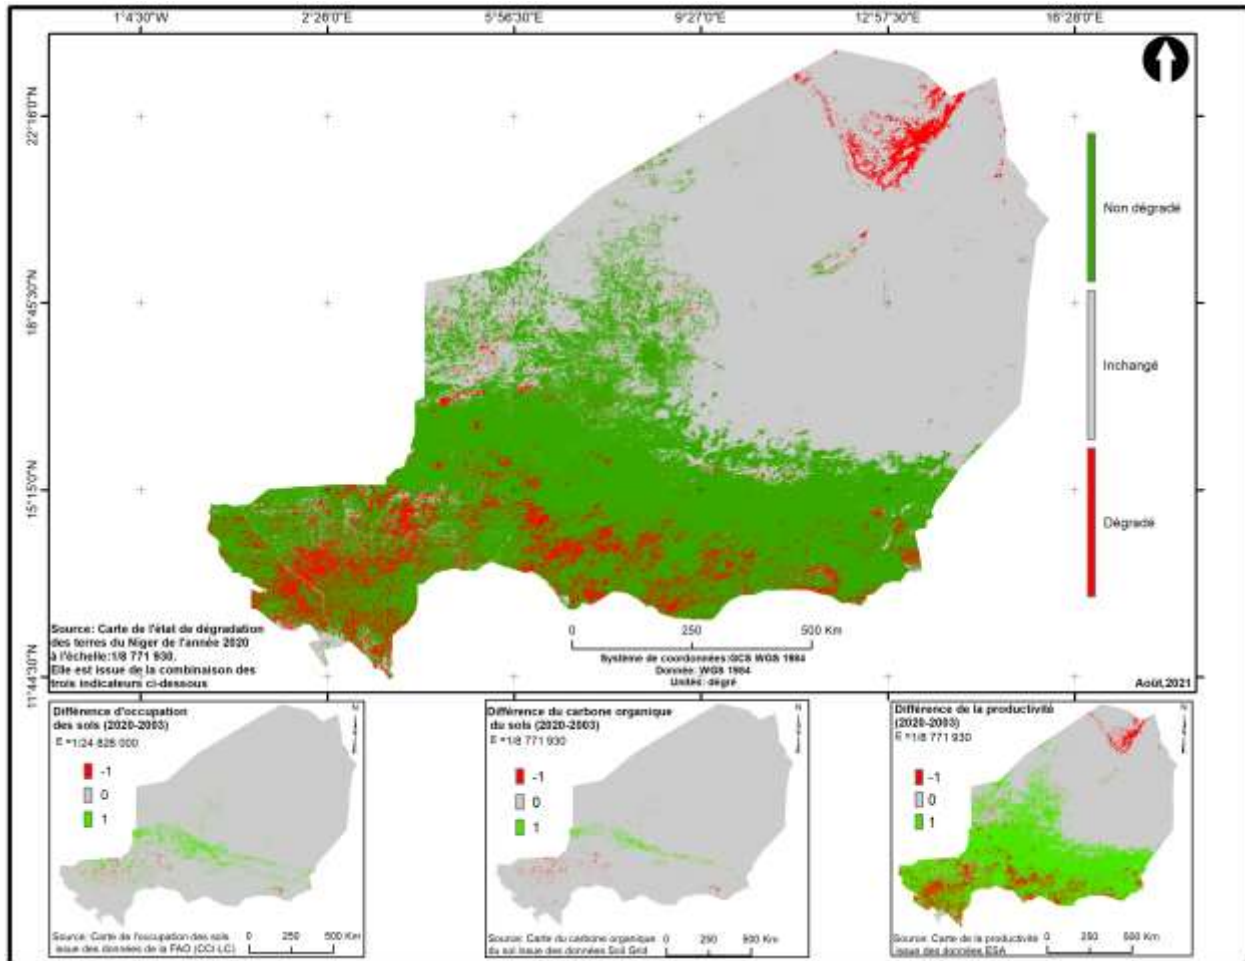 1°4'30"W 2°26'0"E 5°56'30"E 9°27'0"E 12°57'30"E 16°28'0"E
22°16'0"N
18°45'30"N
15°15'0"N
11°44'30"N
Non dégradé
Inchangé
Dégradé
Source: Carte de l'état de dégradation
des terres du Niger de l'année 2020
à l'échelle:1/8 771 930.
Elle est issue de la combinaison des
trois indicateurs ci-dessous
0 250 500 Km
Système de coordonnées:GCS WGS 1984
Donnée: WGS 1984
Unités: dégré
Août,2021
Différence d'occupation
des sols (2020-2003)
E =1/24 828 000
N
-1
0
1
Source: Carte de l'occupation des sols
issue des données de la FAO (CCI-LC)
0 250 500 Km
Différence du carbone organique
du sols (2020-2003)
E =1/8 771 930
N
-1
0
1
Source: Carte du carbone organique
du sol issue des données Soil Grid
0 250 500 Km
Différence de la productivité
(2020-2003)
E =1/8 771 930
N
-1
0
1
Source: Carte de la productivité
issue des données ESA
0 250 500 Km